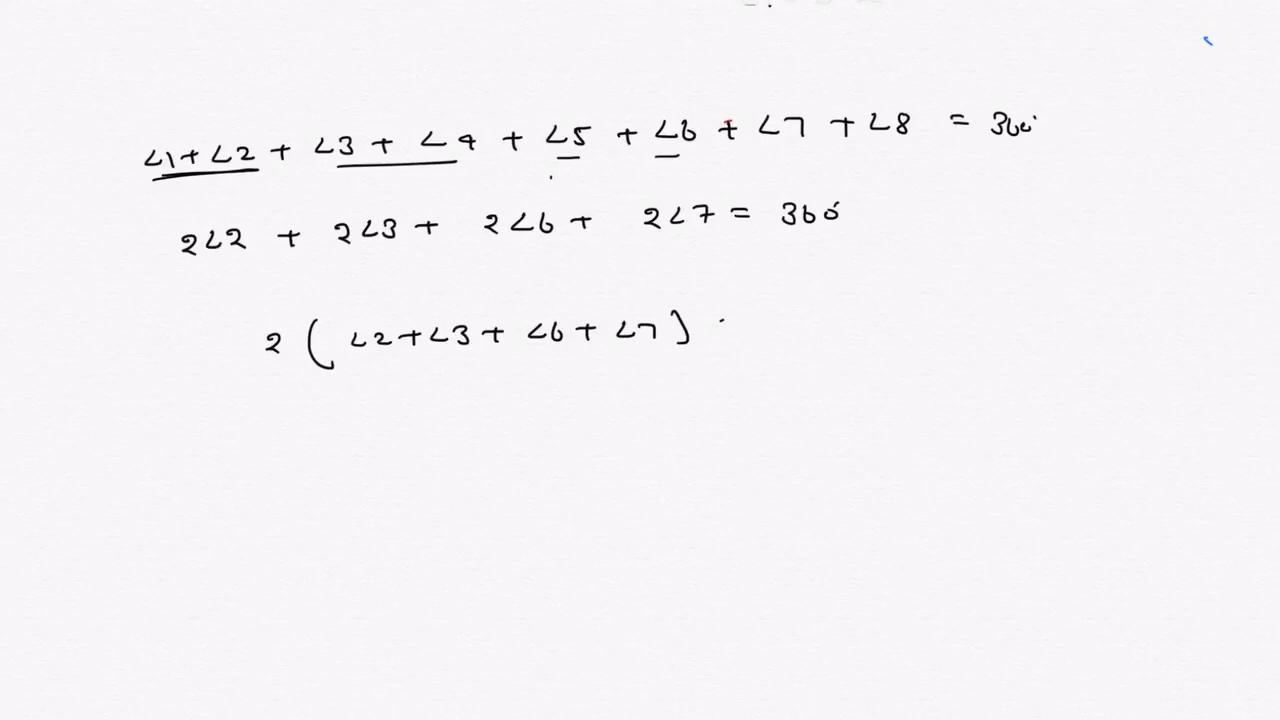 ∠1 + ∠2 + ∠3 + ∠4 + ∠5 + ∠6 + ∠7 + ∠8 = 360°
2∠2 + 2∠3 + 2∠6 + 2∠7 = 360°
2 ( ∠2 + ∠3 + ∠6 + ∠7 )